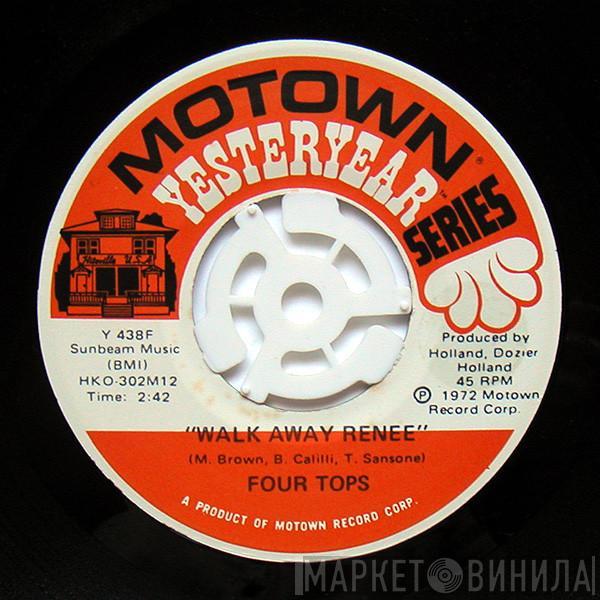 MOTOWN®
YESTERYEAR™
SERIES
Hitsville U.S.A.
Y 438F
Sunbeam Music
(BMI)
HKO-302M12
Time: 2:42
Produced by
Holland, Dozier
Holland
45 RPM
℗ 1972 Motown
Record Corp.
"WALK AWAY RENEE"
(M. Brown, B. Calilli, T. Sansone)
FOUR TOPS
A PRODUCT OF MOTOWN RECORD CORP.
МАРКЕТ ВИНИЛА